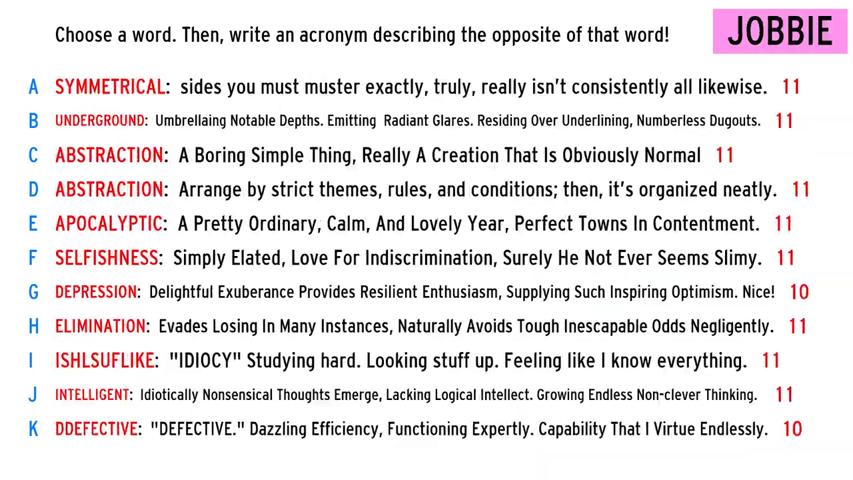 Choose a word. Then, write an acronym describing the opposite of that word! JOBBIE
A SYMMETRICAL: sides you must muster exactly, truly, really isn't consistently all likewise. 11
B UNDERGROUND: Umbrellaing Notable Depths. Emitting Radiant Glares. Residing Over Underlining, Numberless Dugouts. 11
C ABSTRACTION: A Boring Simple Thing, Really A Creation That Is Obviously Normal 11
D ABSTRACTION: Arrange by strict themes, rules, and conditions; then, it's organized neatly. 11
E APOCALYPTIC: A Pretty Ordinary, Calm, And Lovely Year, Perfect Towns In Contentment. 11
F SELFISHNESS: Simply Elated, Love For Indiscrimination, Surely He Not Ever Seems Slimy. 11
G DEPRESSION: Delightful Exuberance Provides Resilient Enthusiasm, Supplying Such Inspiring Optimism. Nice! 10
H ELIMINATION: Evades Losing In Many Instances, Naturally Avoids Tough Inescapable Odds Negligently. 11
I ISHLSUFLIKE: "IDIOCY" Studying hard. Looking stuff up. Feeling like I know everything. 11
J INTELLIGENT: Idiotically Nonsensical Thoughts Emerge, Lacking Logical Intellect. Growing Endless Non-clever Thinking. 11
K DDEFECTIVE: "DEFECTIVE." Dazzling Efficiency, Functioning Expertly. Capability That I Virtue Endlessly. 10